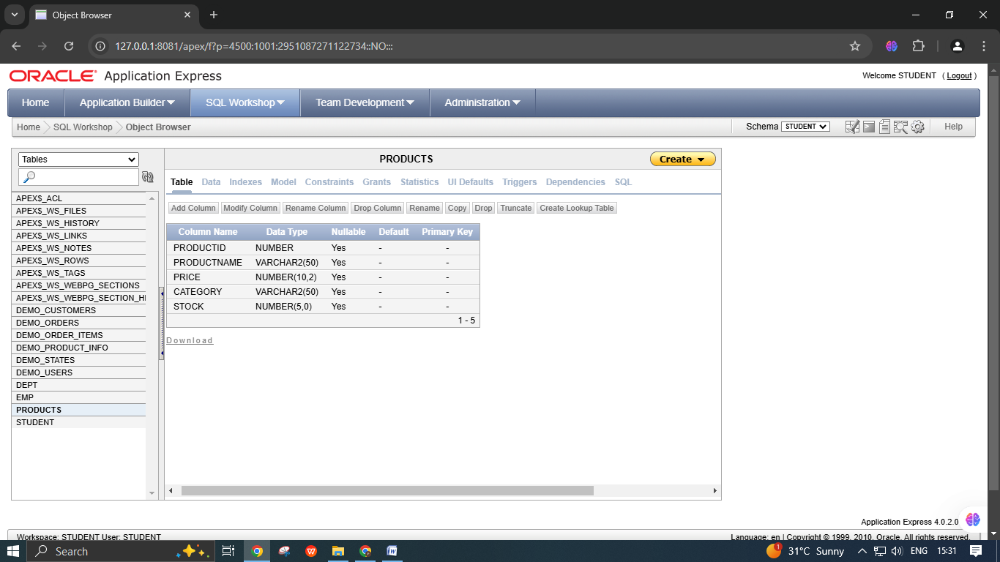 Object Browser
127.0.0.1:8081/apex/f?p=4500:1001:2951087271122734::NO:::
ORACLE Application Express
Welcome STUDENT ( Logout )
Home Application Builder SQL Workshop Team Development Administration
Home SQL Workshop Object Browser
Schema STUDENT Help
Tables
PRODUCTS
Create
Table Data Indexes Model Constraints Grants Statistics UI Defaults Triggers Dependencies SQL
APEX$_ACL
APEX$_WS_FILES
APEX$_WS_HISTORY
APEX$_WS_LINKS
APEX$_WS_NOTES
APEX$_WS_ROWS
APEX$_WS_TAGS
APEX$_WS_WEBPG_SECTIONS
APEX$_WS_WEBPG_SECTION_HI
DEMO_CUSTOMERS
DEMO_ORDERS
DEMO_ORDER_ITEMS
DEMO_PRODUCT_INFO
DEMO_STATES
DEMO_USERS
DEPT
EMP
PRODUCTS
STUDENT
Add Column Modify Column Rename Column Drop Column Rename Copy Drop Truncate Create Lookup Table
Column Name Data Type Nullable Default Primary Key
PRODUCTID NUMBER Yes - -
PRODUCTNAME VARCHAR2(50) Yes - -
PRICE NUMBER(10,2) Yes - -
CATEGORY VARCHAR2(50) Yes - -
STOCK NUMBER(5,0) Yes - -
1 - 5
Download
Application Express 4.0.2.0
Workspace: STUDENT User: STUDENT
Language: en | Copyright © 1999, 2010, Oracle. All rights reserved.
Search
W
W
1
31°C Sunny
ENG
15:31